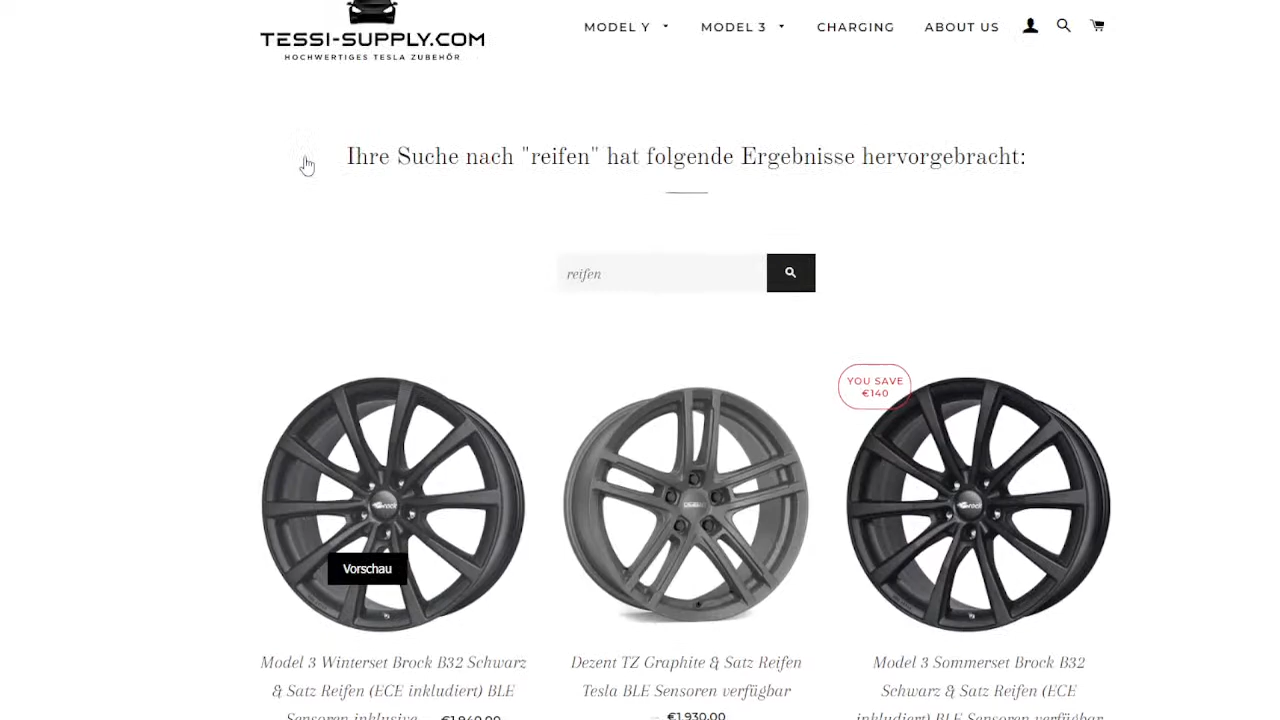 TESSI-SUPPLY.COM
HOCHWERTIGES TESLA ZUBEHÖR
MODEL Y
MODEL 3
CHARGING
ABOUT US
Ihre Suche nach "reifen" hat folgende Ergebnisse hervorgebracht:
reifen
YOU SAVE
€140
Brock
Brock
Vorschau
Model 3 Winterset Brock B32 Schwarz
& Satz Reifen (ECE inkludiert) BLE
Sensoren inklusive — €1.940,00
Dezent TZ Graphite & Satz Reifen
Tesla BLE Sensoren verfügbar
— €1.930,00
Model 3 Sommerset Brock B32
Schwarz & Satz Reifen (ECE
inkludiert) BLE Sensoren verfügbar